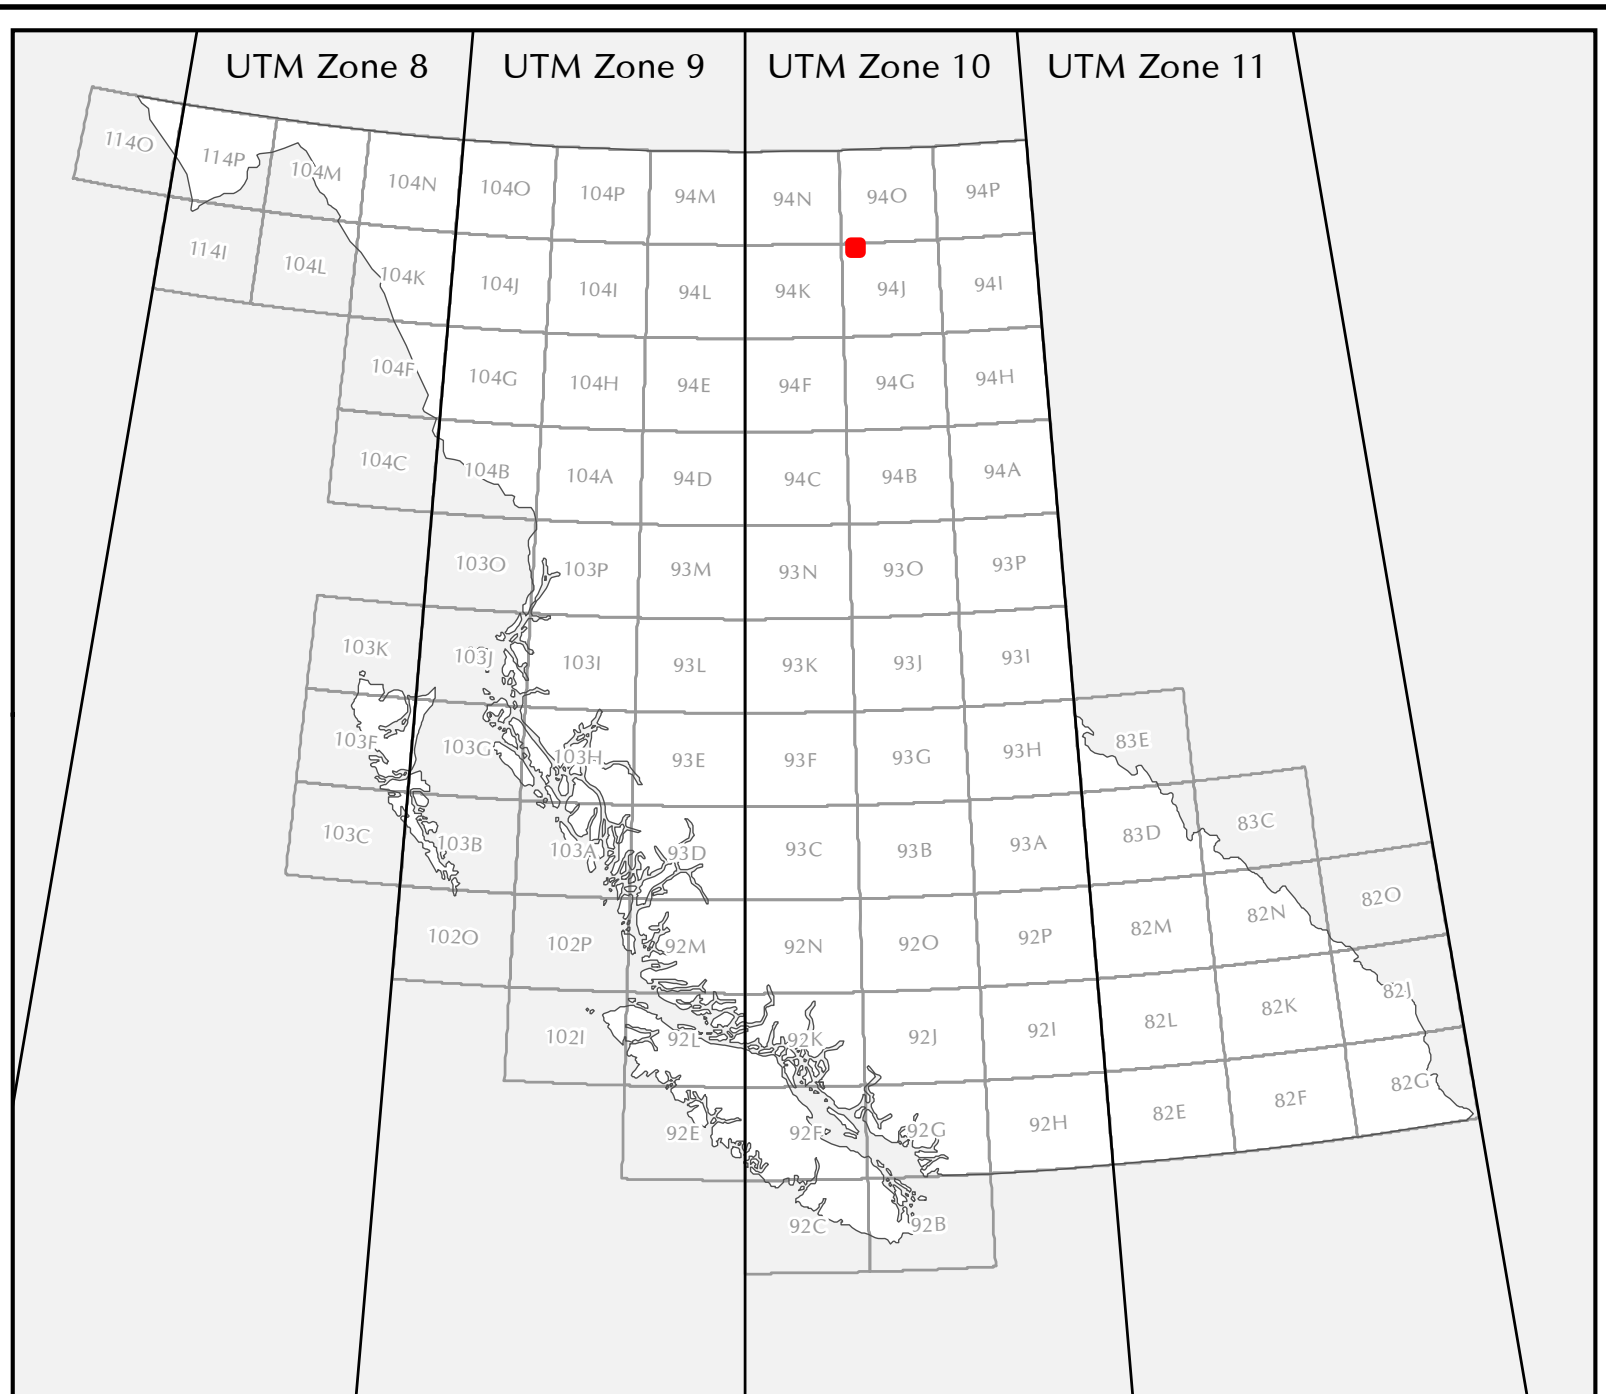 UTM Zone 8 UTM Zone 9 UTM Zone 10 UTM Zone 11
114O 114P 104M 104N 104O 104P 94M 94N 94O 94P
114I 104L 104K 104J 104I 94L 94K 94J 94I
104F 104G 104H 94E 94F 94G 94H
104C 104B 104A 94D 94C 94B 94A
103O 103P 93M 93N 93O 93P
103K 103J 103I 93L 93K 93J 93I
103F 103G 103H 93E 93F 93G 93H 83E
103C 103B 103A 93D 93C 93B 93A 83D 83C
102O 102P 92M 92N 92O 92P 82M 82N 82O
102I 92L 92K 92J 92I 82L 82K 82J
92E 92F 92G 92H 82E 82F 82G
92C 92B